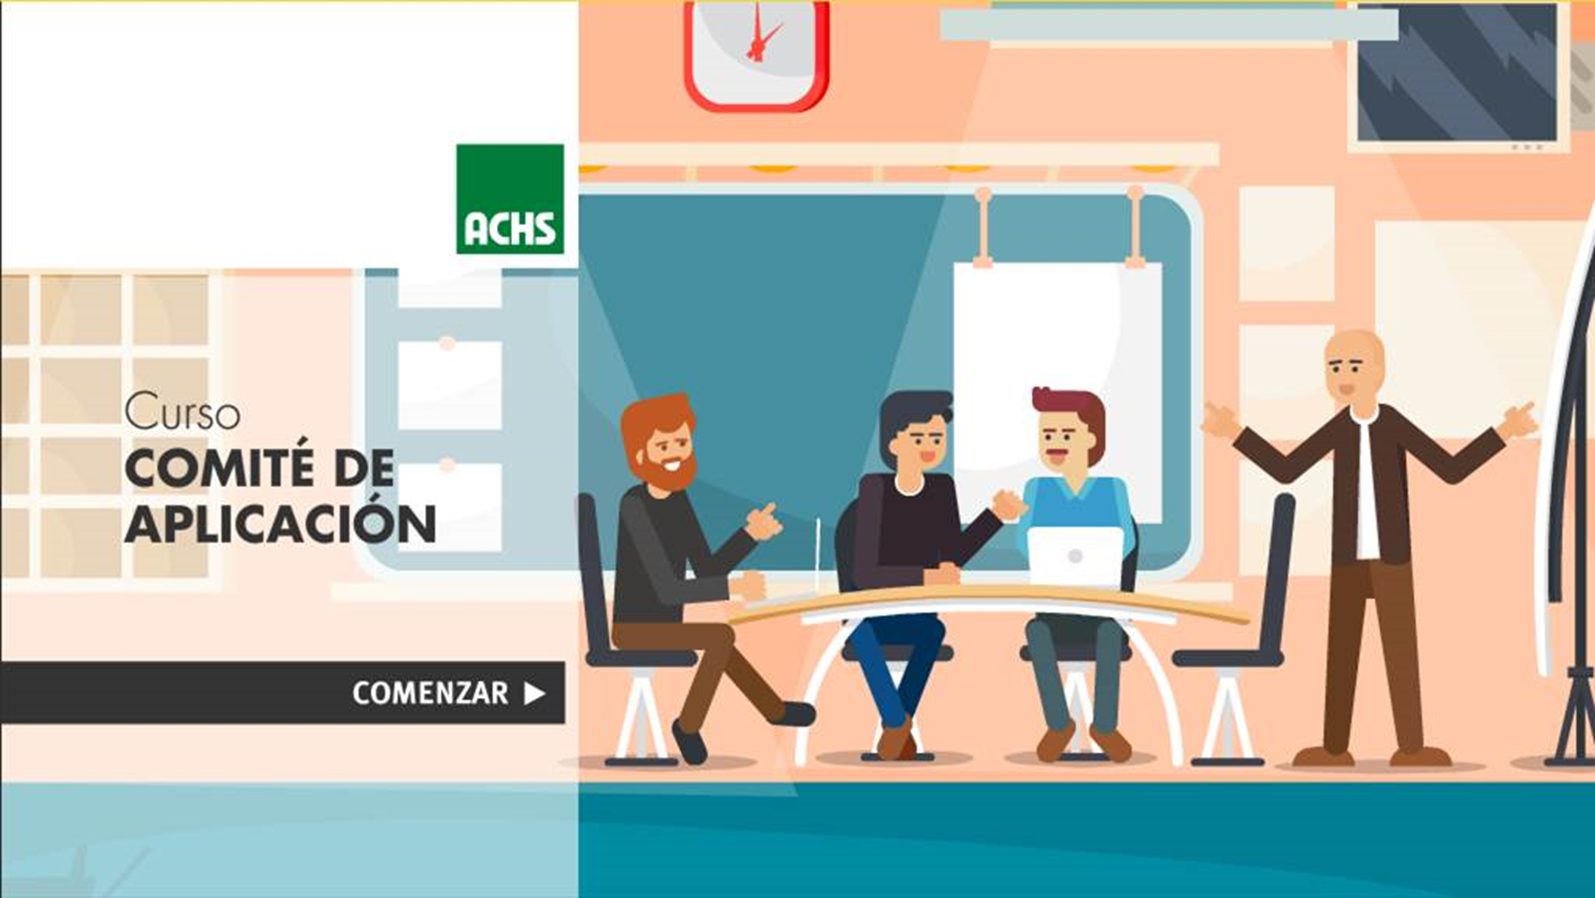 ACHS
Curso
COMITÉ DE
APLICACIÓN
COMENZAR